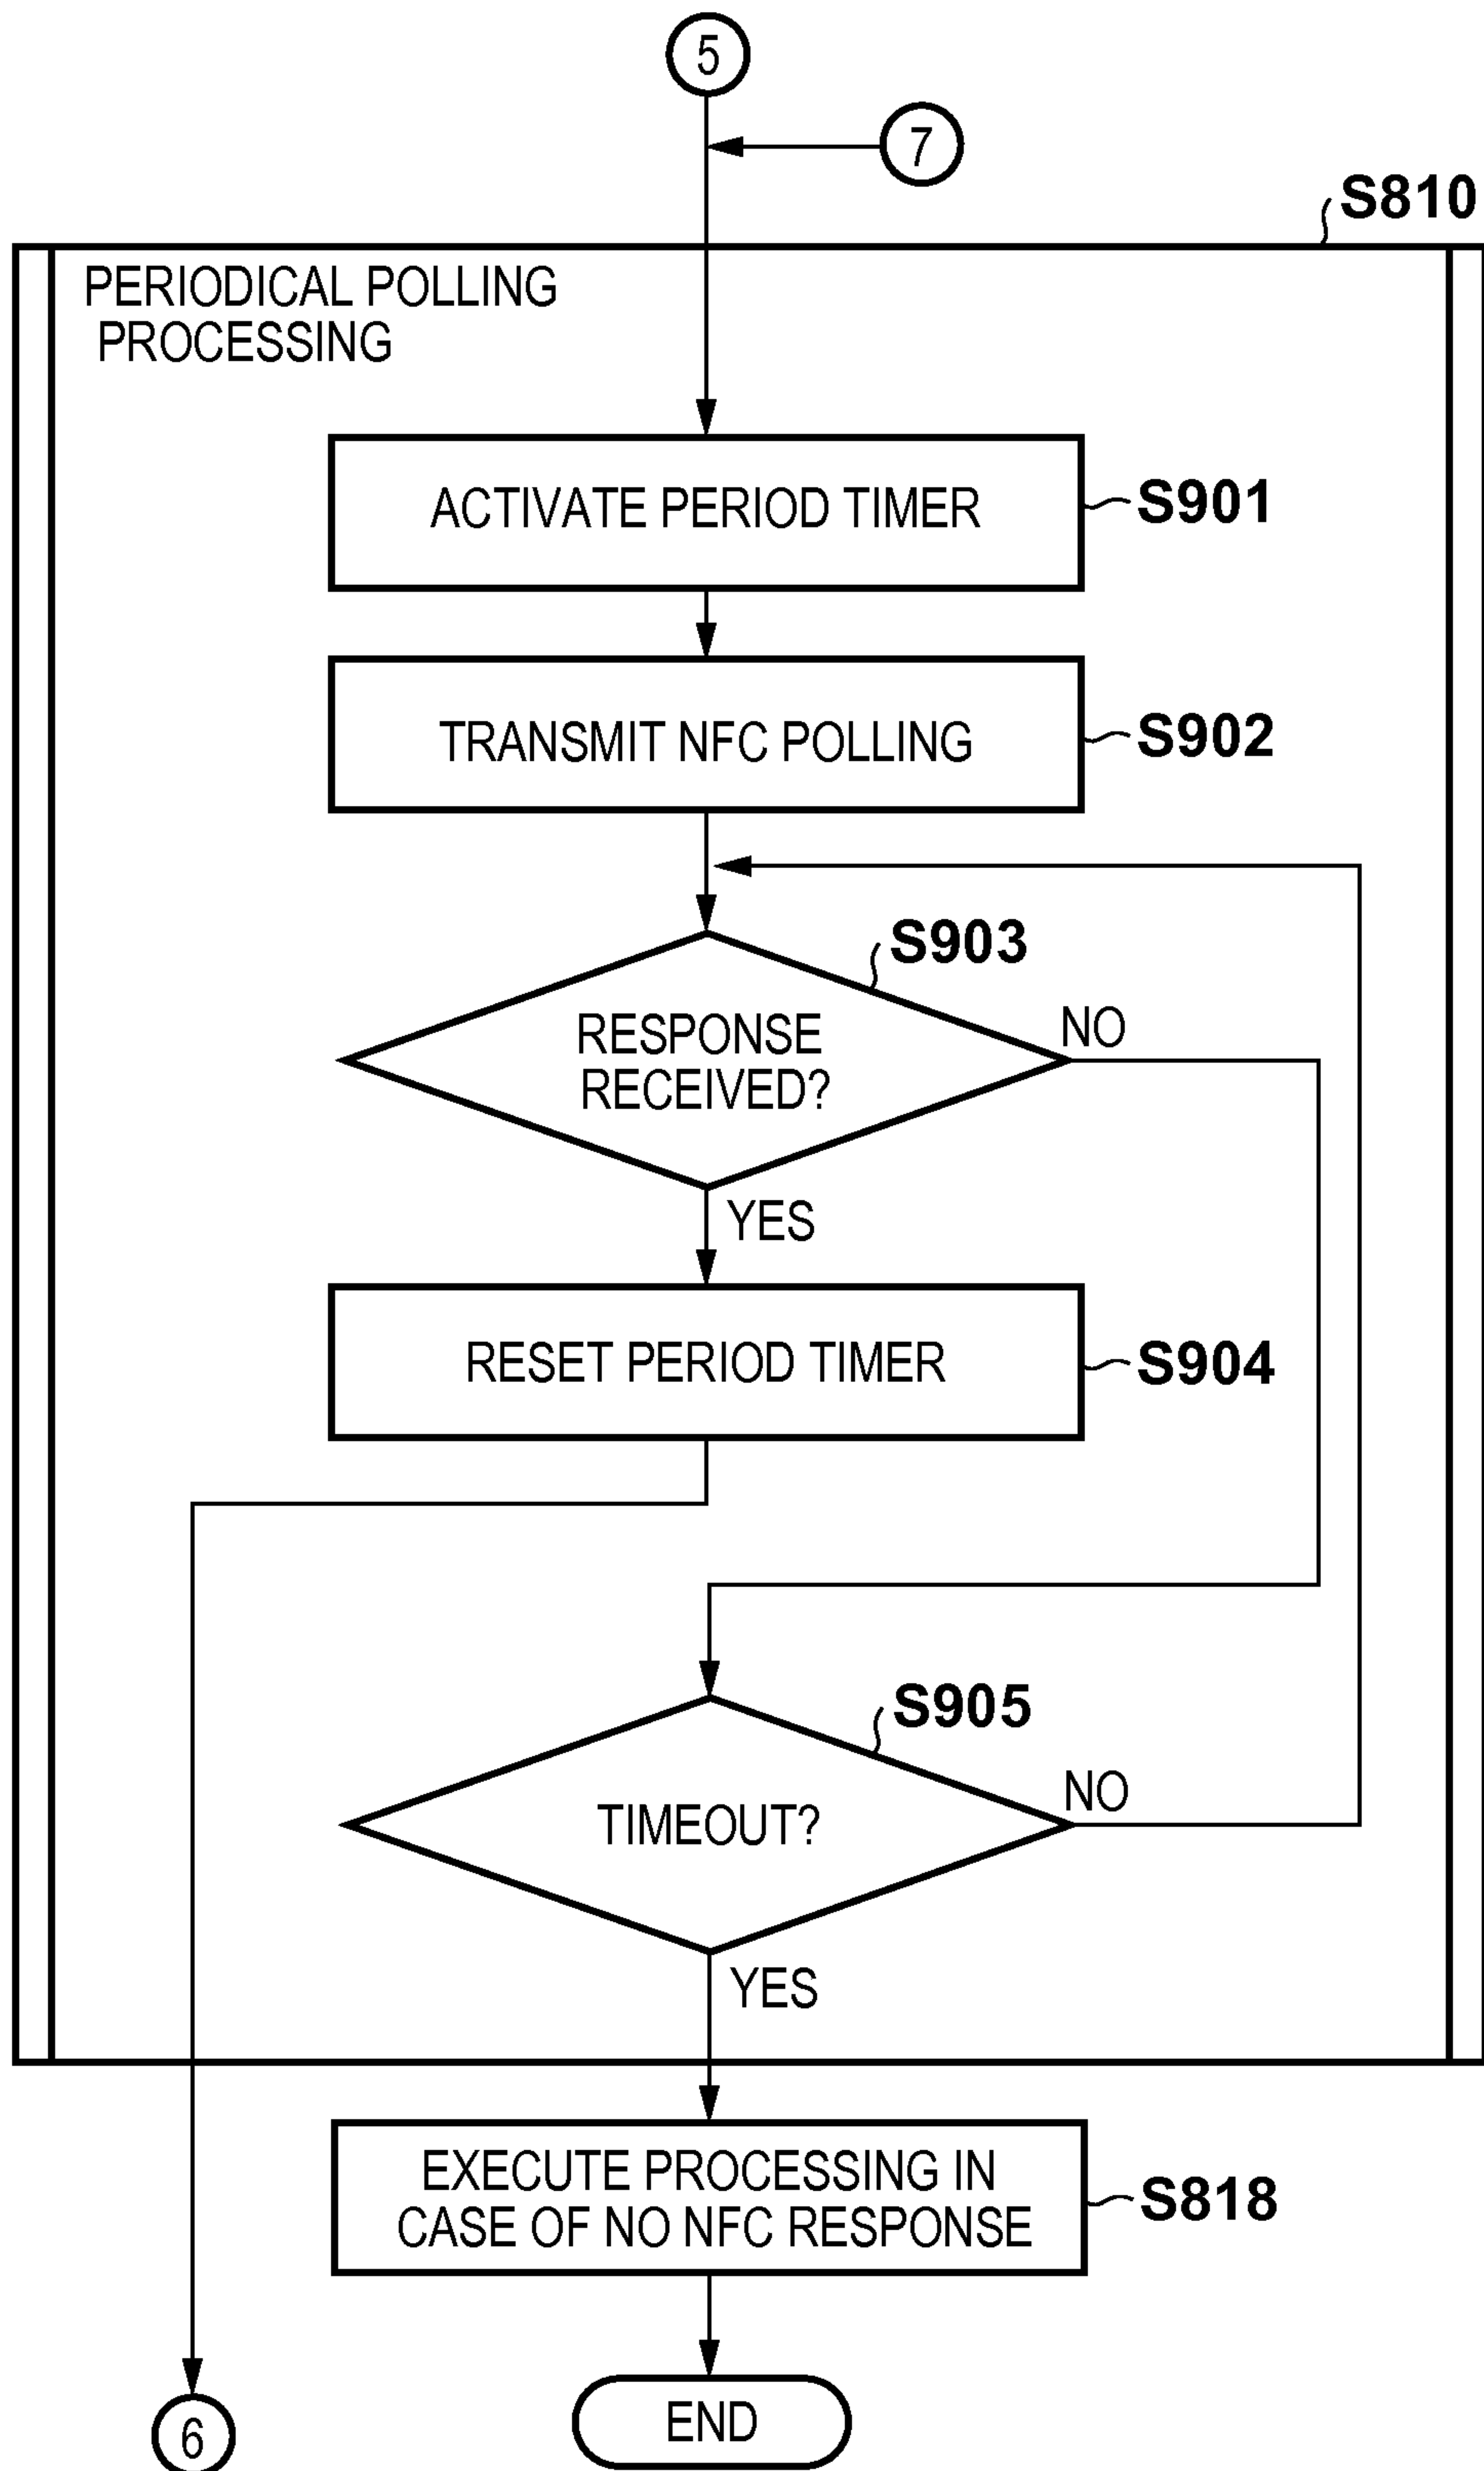 5
7
S810
PERIODICAL POLLING
PROCESSING
ACTIVATE PERIOD TIMER
S901
TRANSMIT NFC POLLING
S902
S903
RESPONSE
RECEIVED?
NO
YES
RESET PERIOD TIMER
S904
S905
TIMEOUT?
NO
YES
EXECUTE PROCESSING IN
CASE OF NO NFC RESPONSE
S818
END
6